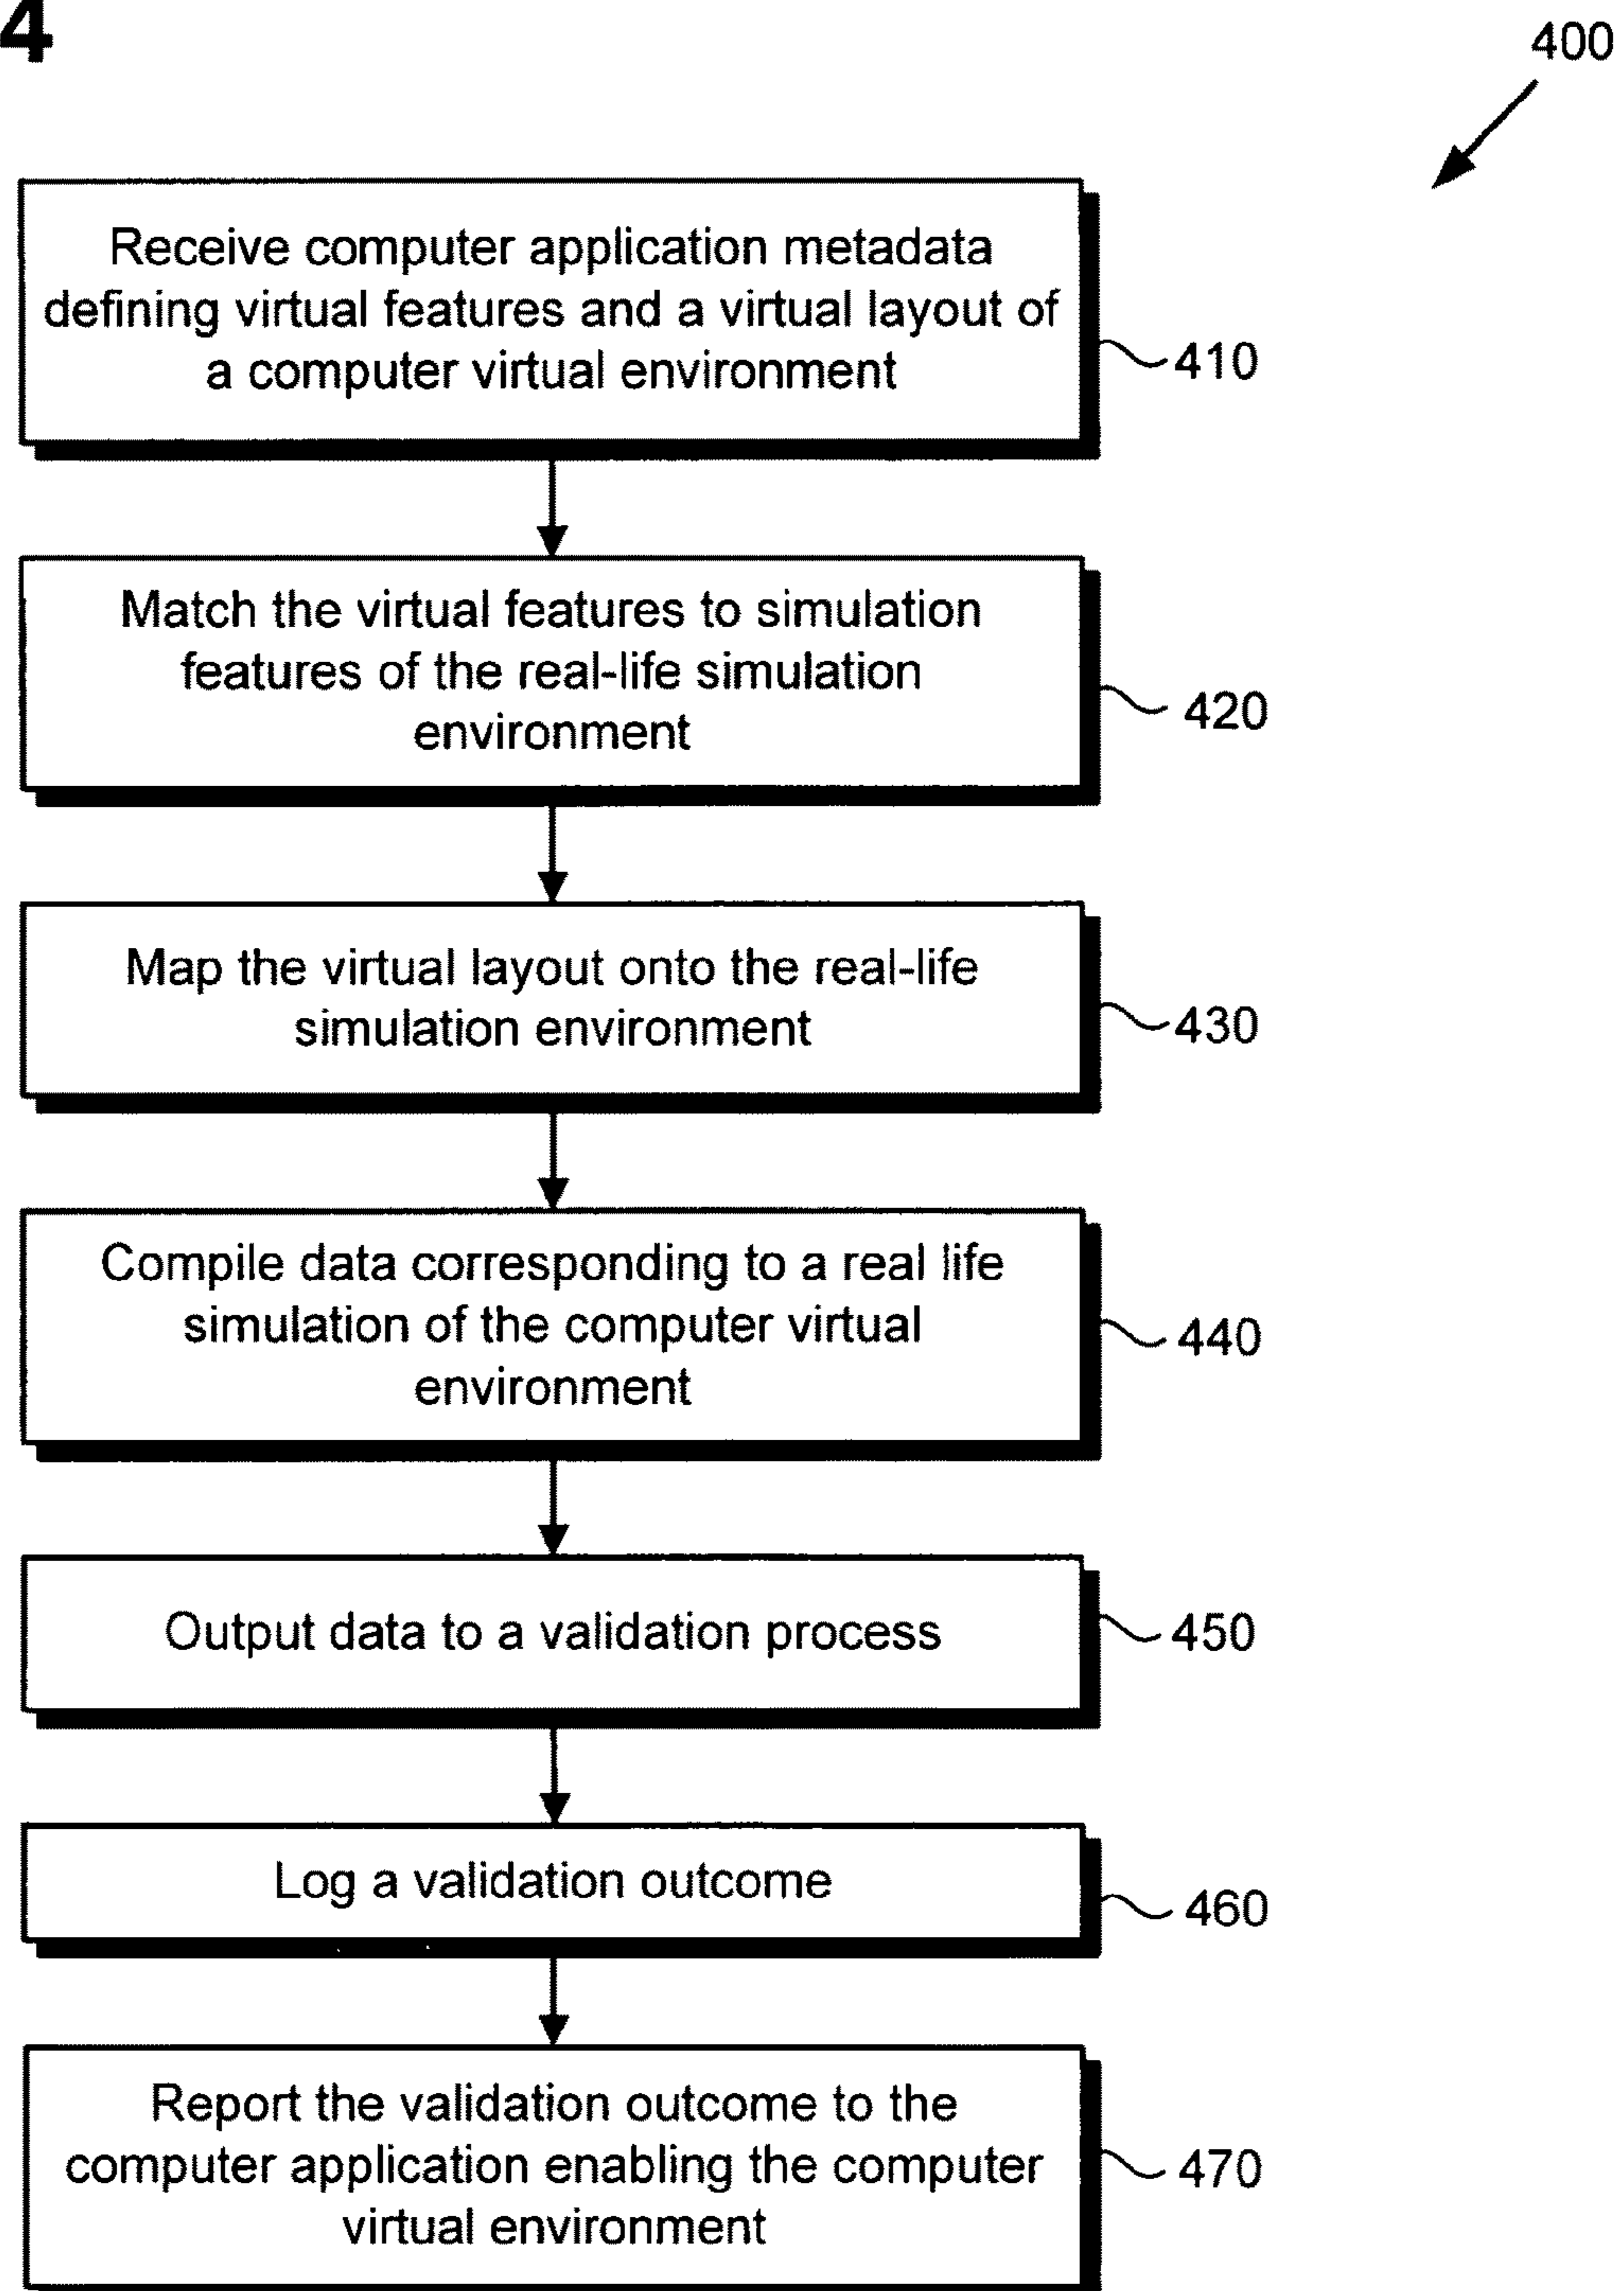 4
400
Receive computer application metadata
defining virtual features and a virtual layout of
a computer virtual environment
410
Match the virtual features to simulation
features of the real-life simulation
environment
420
Map the virtual layout onto the real-life
simulation environment
430
Compile data corresponding to a real life
simulation of the computer virtual
environment
440
Output data to a validation process
450
Log a validation outcome
460
Report the validation outcome to the
computer application enabling the computer
virtual environment
470